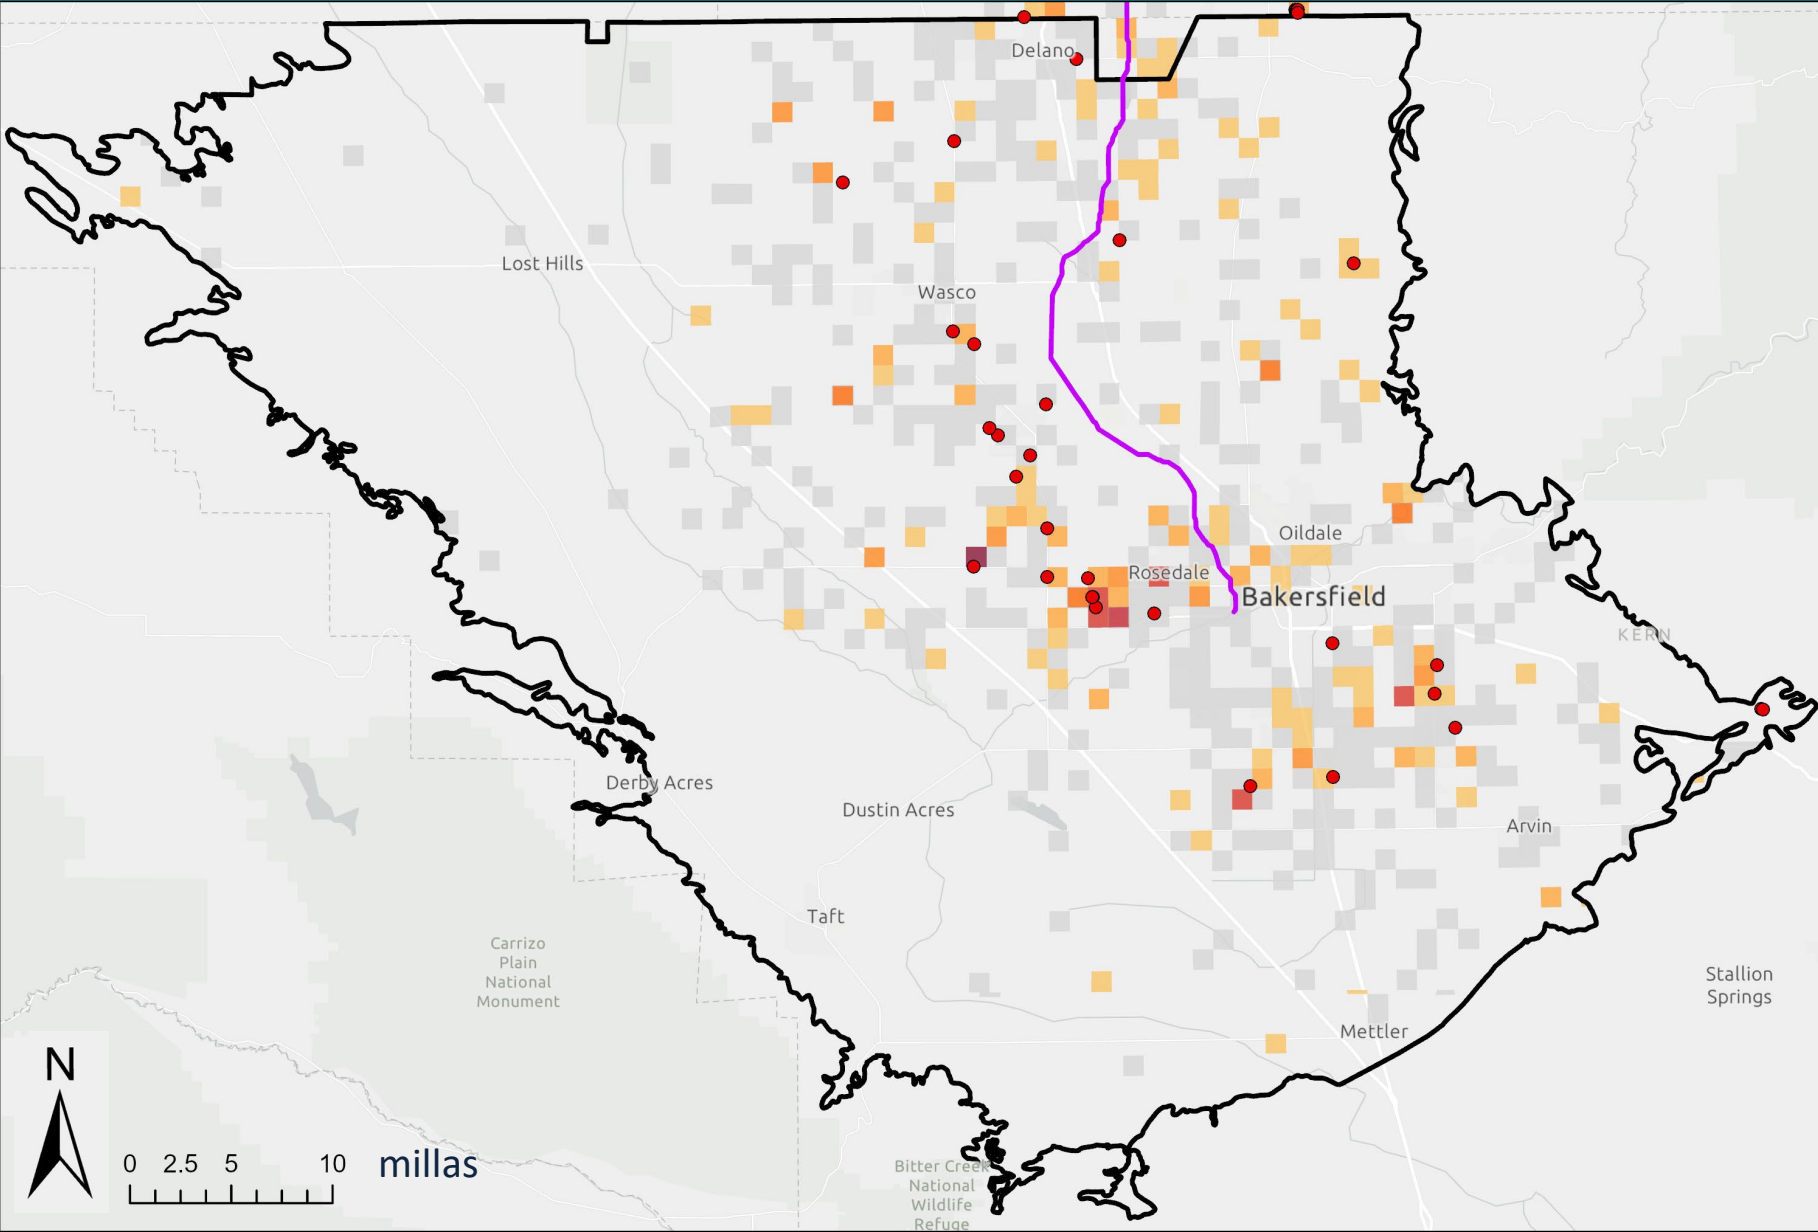 Delano
Lost Hills
Wasco
Oildale
Rosedale
Bakersfield
KERN
Derby Acres
Dustin Acres
Arvin
Taft
Carrizo
Plain
National
Monument
Stallion
Springs
Mettler
N
0 2.5 5 10 millas
Bitter Creek
National
Wildlife
Refuge